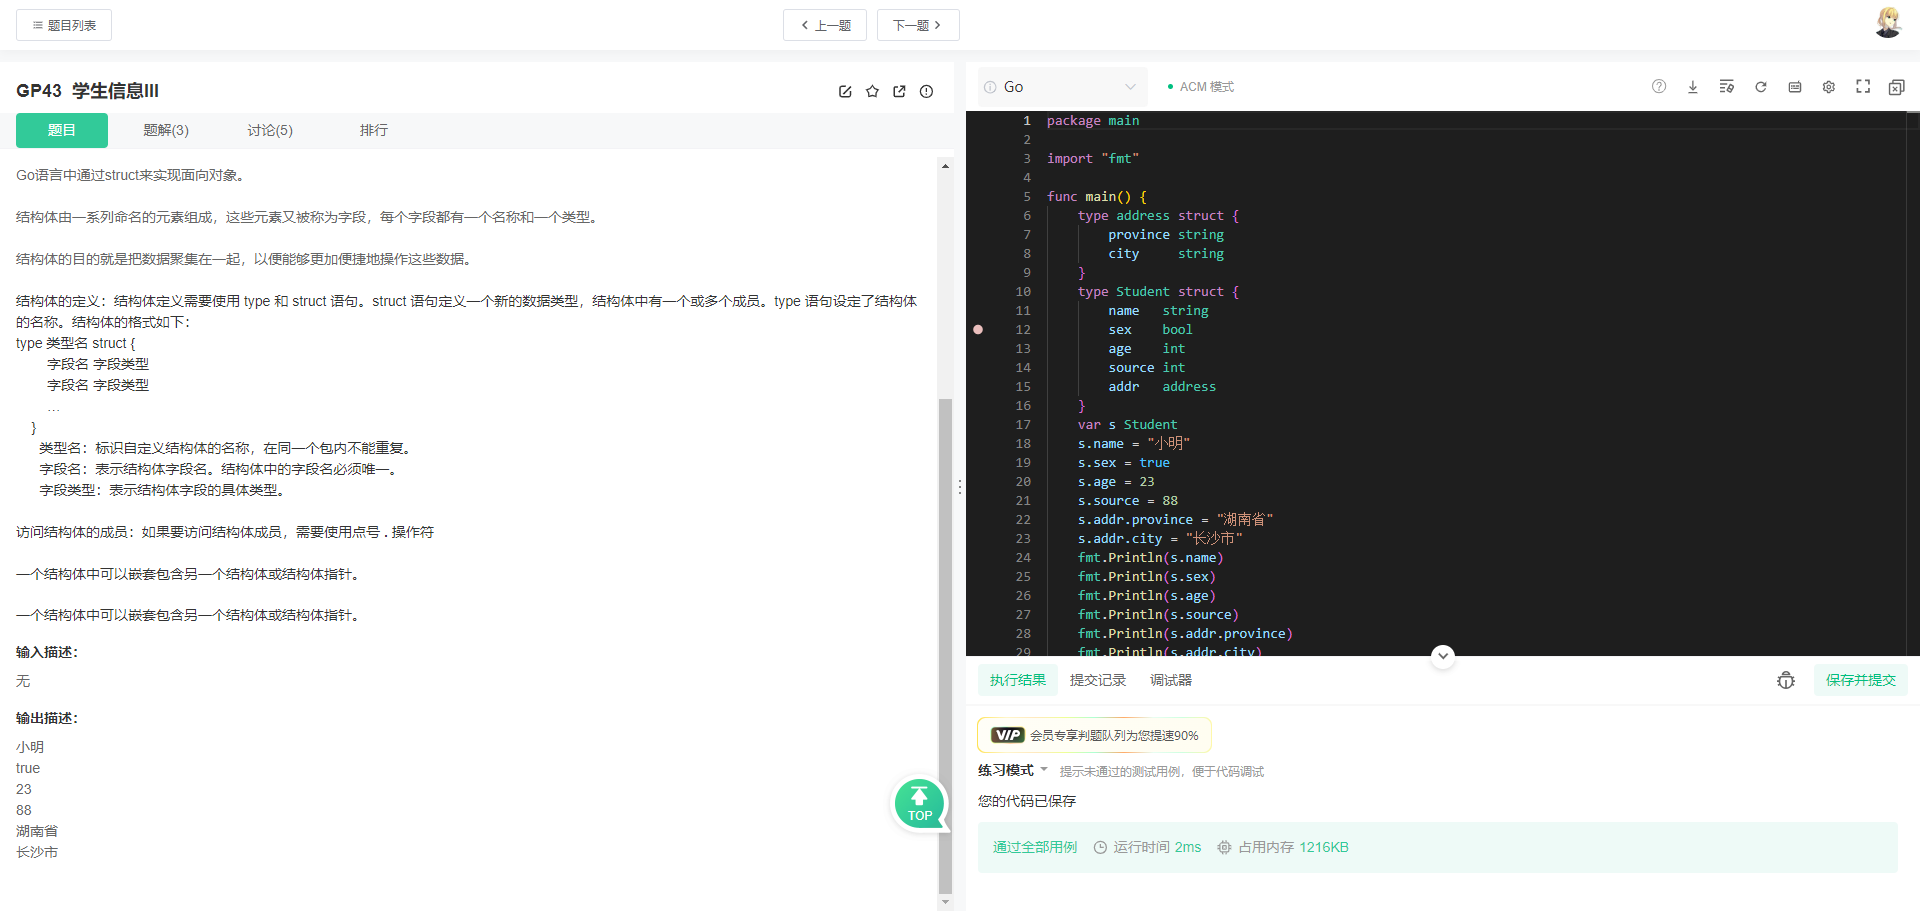 题目列表
上一题
下一题
GP43 学生信息III
题目
题解(3)
讨论(5)
排行
Go语言中通过struct来实现面向对象。
结构体由一系列命名的元素组成，这些元素又被称为字段，每个字段都有一个名称和一个类型。
结构体的目的就是把数据聚集在一起，以便能够更加便捷地操作这些数据。
结构体的定义：结构体定义需要使用 type 和 struct 语句。struct 语句定义一个新的数据类型，结构体中有一个或多个成员。type 语句设定了结构体
的名称。结构体的格式如下：
type 类型名 struct {
字段名 字段类型
字段名 字段类型
…
}
类型名：标识自定义结构体的名称，在同一个包内不能重复。
字段名：表示结构体字段名。结构体中的字段名必须唯一。
字段类型：表示结构体字段的具体类型。
访问结构体的成员：如果要访问结构体成员，需要使用点号 . 操作符
一个结构体中可以嵌套包含另一个结构体或结构体指针。
一个结构体中可以嵌套包含另一个结构体或结构体指针。
输入描述：
无
输出描述：
小明
true
23
88
湖南省
长沙市
TOP
Go
ACM 模式
1 package main
2
3 import "fmt"
4
5 func main() {
6 type address struct {
7 province string
8 city string
9 }
10 type Student struct {
11 name string
12 sex bool
13 age int
14 source int
15 addr address
16 }
17 var s Student
18 s.name = "小明"
19 s.sex = true
20 s.age = 23
21 s.source = 88
22 s.addr.province = "湖南省"
23 s.addr.city = "长沙市"
24 fmt.Println(s.name)
25 fmt.Println(s.sex)
26 fmt.Println(s.age)
27 fmt.Println(s.source)
28 fmt.Println(s.addr.province)
29 fmt.Println(s.addr.city)
执行结果
提交记录
调试器
保存并提交
VIP 会员专享判题队列为您提速90%
练习模式 提示未通过的测试用例，便于代码调试
您的代码已保存
通过全部用例 运行时间 2ms 占用内存 1216KB